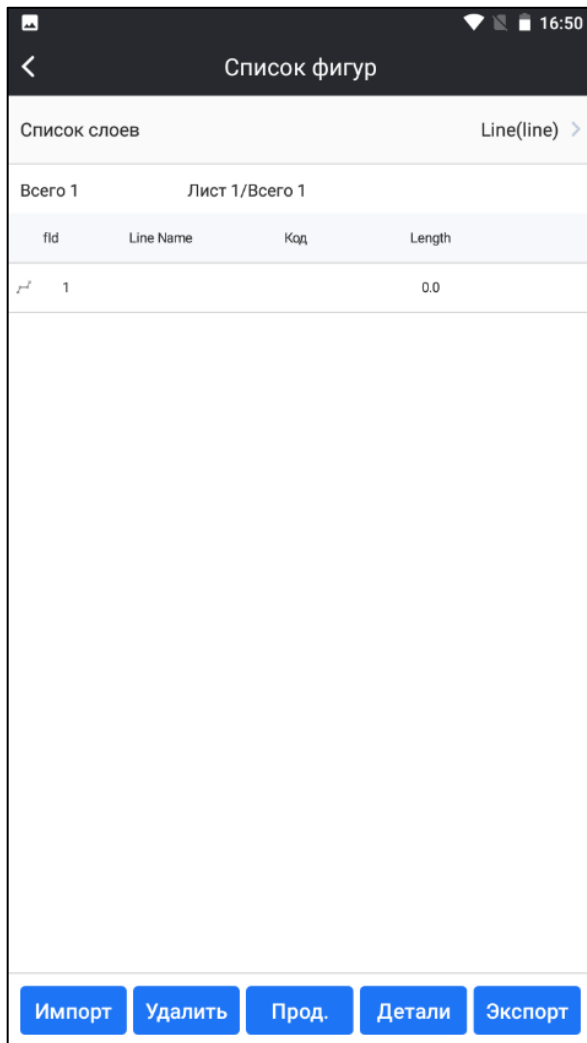 16:50
Список фигур
Список слоев Line(line)
Всего 1 Лист 1/Всего 1
fId Line Name Код Length
1 0.0
Импорт Удалить Прод. Детали Экспорт